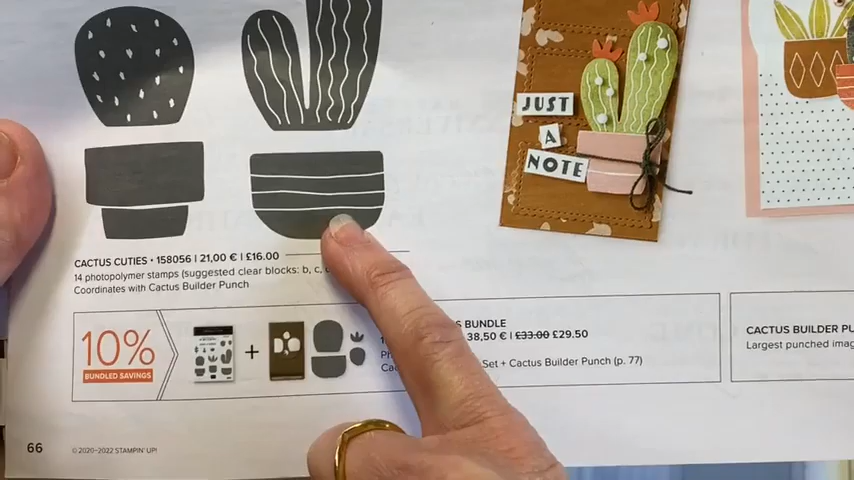 JUST
A
NOTE
CACTUS CUTIES • 158056 | 21,00 € | £16.00
14 photopolymer stamps (suggested clear blocks: b, c,
Coordinates with Cactus Builder Punch
10%
BUNDLED SAVINGS
+
S BUNDLE
38,50 € | £33.00 £29.50
Set + Cactus Builder Punch (p. 77)
CACTUS BUILDER
Largest punched
66
© 2020–2022 STAMPIN' UP!